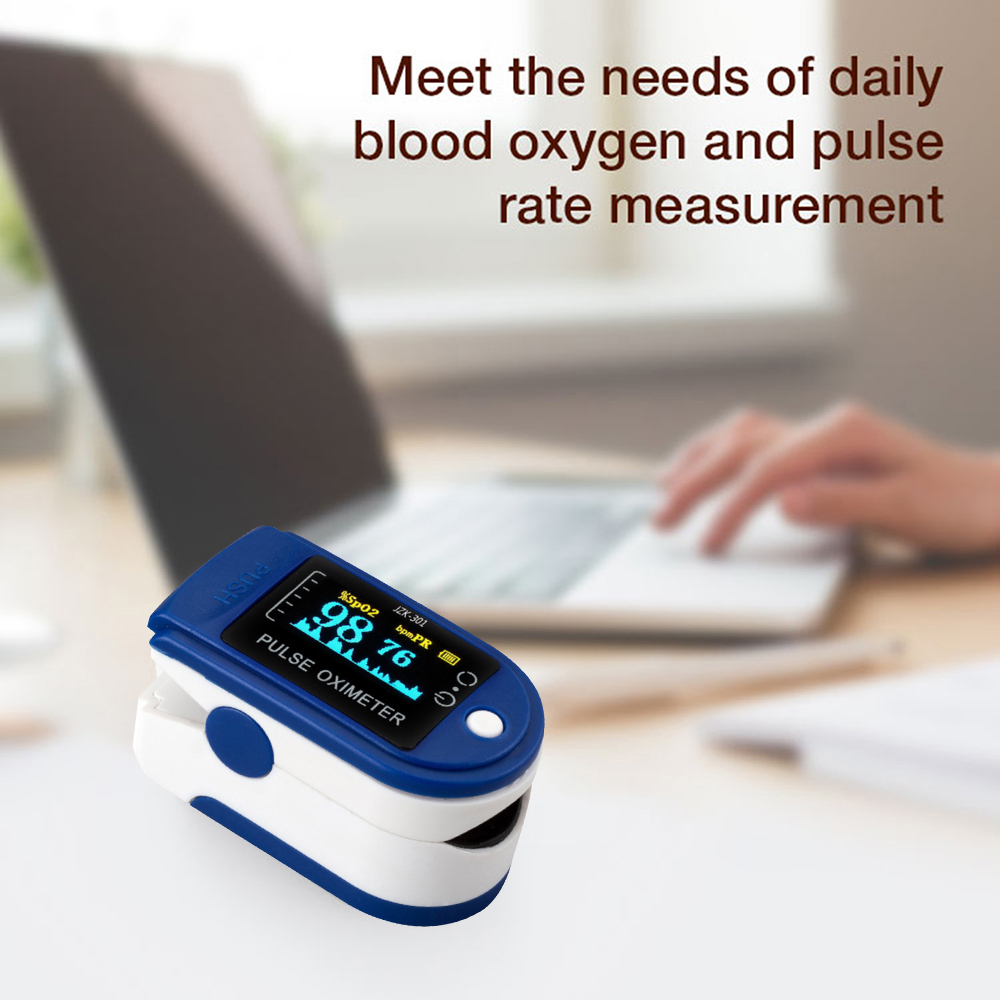 Meet the needs of daily
blood oxygen and pulse
rate measurement
PUSH
%SpO2
JZK-301
98
bpmPR
76
PULSE OXIMETER